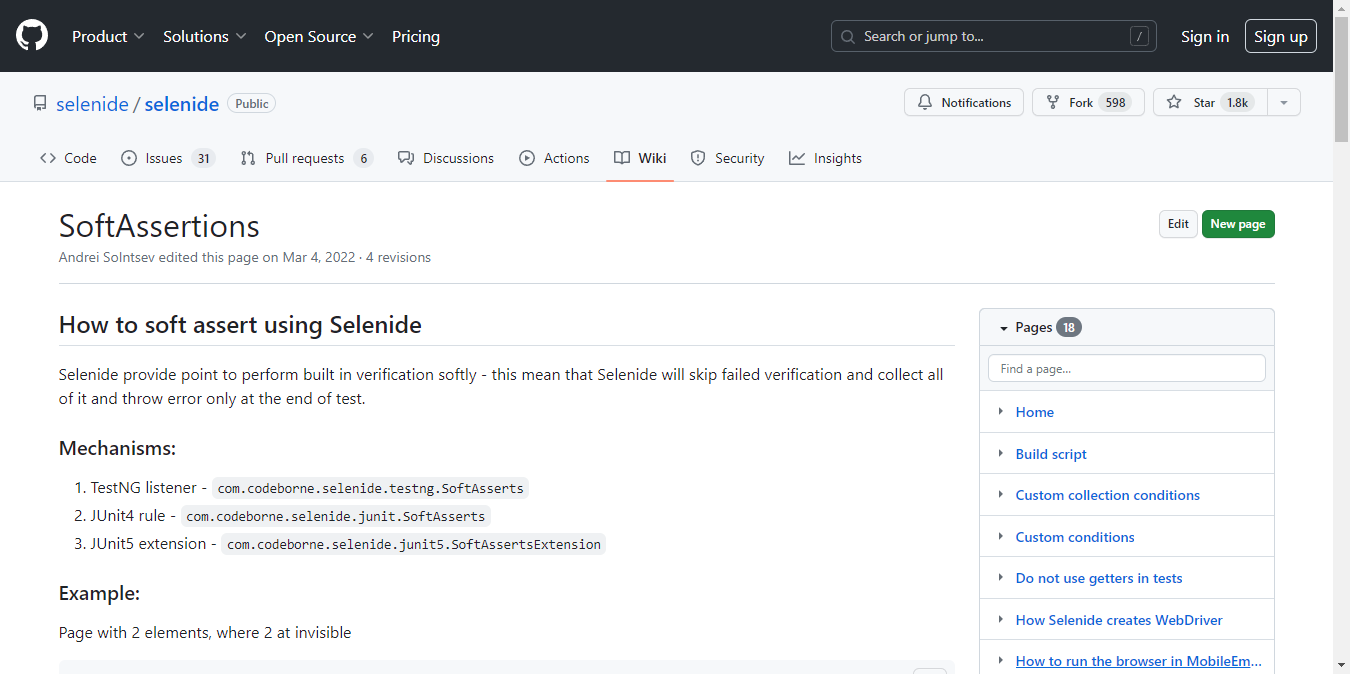 Product Solutions Open Source Pricing Search or jump to... / Sign in Sign up
selenide / selenide Public Notifications Fork 598 Star 1.8k
Code Issues 31 Pull requests 6 Discussions Actions Wiki Security Insights
SoftAssertions
Edit New page
Andrei Solntsev edited this page on Mar 4, 2022 · 4 revisions
How to soft assert using Selenide
Selenide provide point to perform built in verification softly - this mean that Selenide will skip failed verification and collect all
of it and throw error only at the end of test.
Mechanisms:
1. TestNG listener - com.codeborne.selenide.testng.SoftAsserts
2. JUnit4 rule - com.codeborne.selenide.junit.SoftAsserts
3. JUnit5 extension - com.codeborne.selenide.junit5.SoftAssertsExtension
Example:
Page with 2 elements, where 2 at invisible
Pages 18
Find a page...
Home
Build script
Custom collection conditions
Custom conditions
Do not use getters in tests
How Selenide creates WebDriver
How to run the browser in MobileEm...